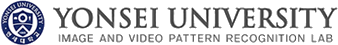 YONSEI UNIVERSITY
IMAGE AND VIDEO PATTERN RECOGNITION LAB